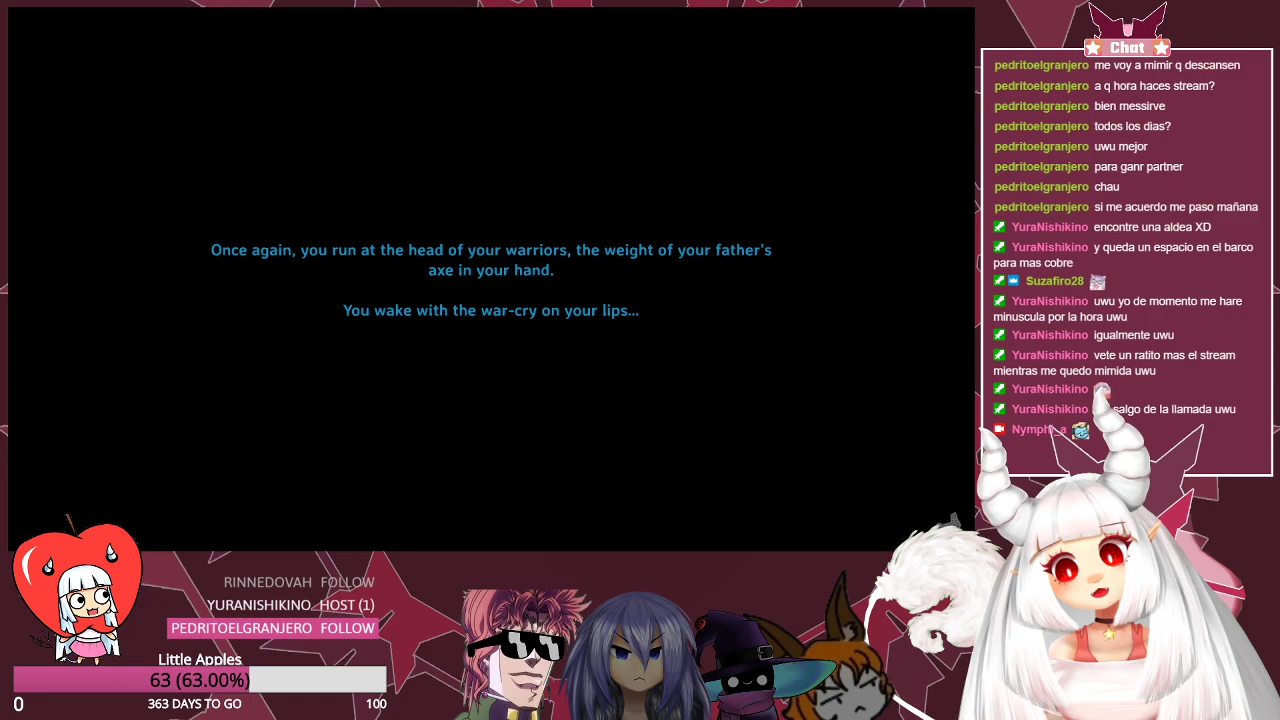 Once again, you run at the head of your warriors, the weight of your father's
axe in your hand.
You wake with the war-cry on your lips...
Chat
pedritoelgranjero me voy a mimir q descansen
pedritoelgranjero a q hora haces stream?
pedritoelgranjero bien messirve
pedritoelgranjero todos los dias?
pedritoelgranjero uwu mejor
pedritoelgranjero para ganr partner
pedritoelgranjero chau
pedritoelgranjero si me acuerdo me paso mañana
YuraNishikino encontre una aldea XD
YuraNishikino y queda un espacio en el barco
para mas cobre
Suzafiro28
YuraNishikino uwu yo de momento me hare
minuscula por la hora uwu
YuraNishikino igualmente uwu
YuraNishikino vete un ratito mas el stream
mientras me quedo mimida uwu
YuraNishikino
YuraNishikino salgo de la llamada uwu
RINNEDOVAH FOLLOW
YURANISHIKINO HOST (1)
PEDRITOELGRANJERO FOLLOW
Little Apples
63 (63.00%)
0 363 DAYS TO GO 100